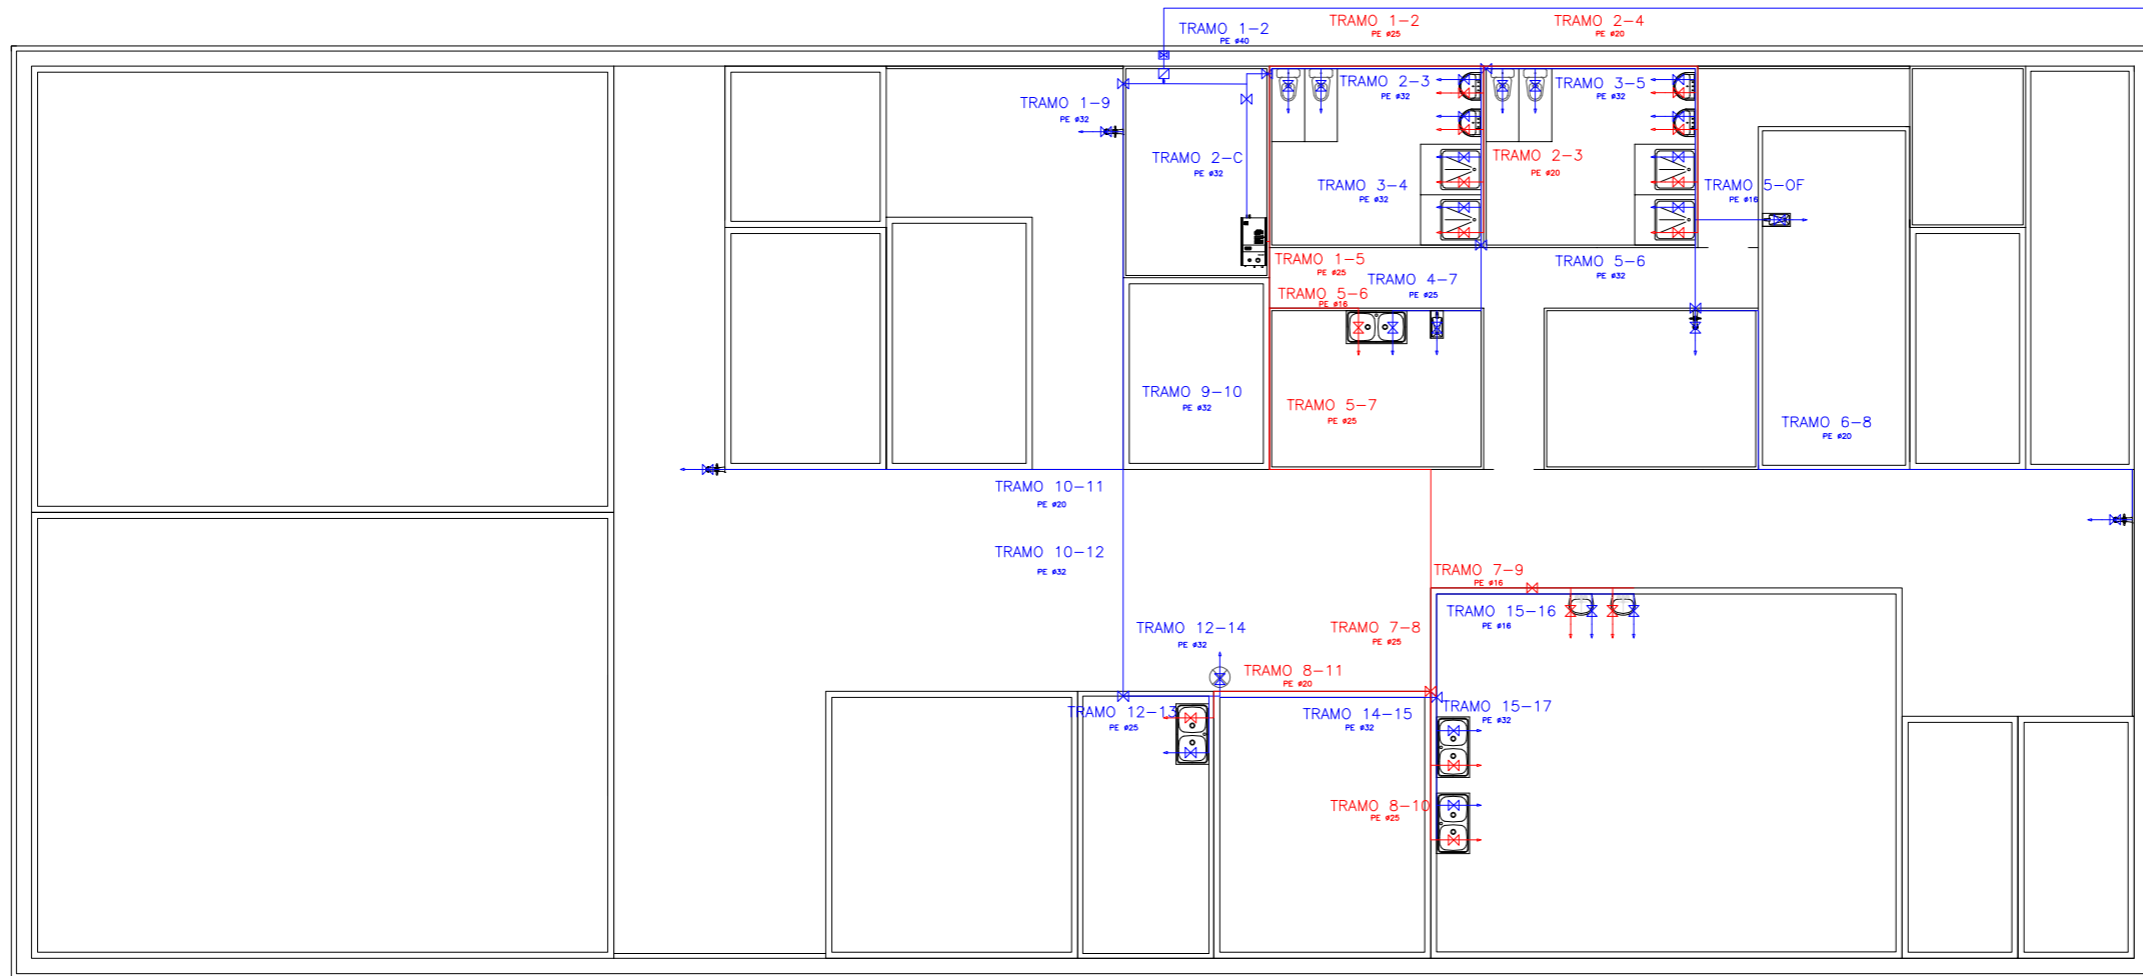 TRAMO 1-2
PE ø40
TRAMO 1-2
PE ø25
TRAMO 2-4
PE ø20
TRAMO 1-9
PE ø32
TRAMO 2-3
PE ø32
TRAMO 3-5
PE ø32
TRAMO 2-C
PE ø32
TRAMO 3-4
PE ø32
TRAMO 2-3
PE ø20
TRAMO 5-OF
PE ø16
TRAMO 1-5
PE ø25
TRAMO 4-7
PE ø25
TRAMO 5-6
PE ø32
TRAMO 5-6
PE ø16
TRAMO 9-10
PE ø32
TRAMO 5-7
PE ø25
TRAMO 6-8
PE ø20
TRAMO 10-11
PE ø20
TRAMO 10-12
PE ø32
TRAMO 7-9
PE ø16
TRAMO 15-16
PE ø16
TRAMO 12-14
PE ø32
TRAMO 7-8
PE ø25
TRAMO 8-11
PE ø20
TRAMO 12-13
PE ø25
TRAMO 14-15
PE ø32
TRAMO 15-17
PE ø32
TRAMO 8-10
PE ø25